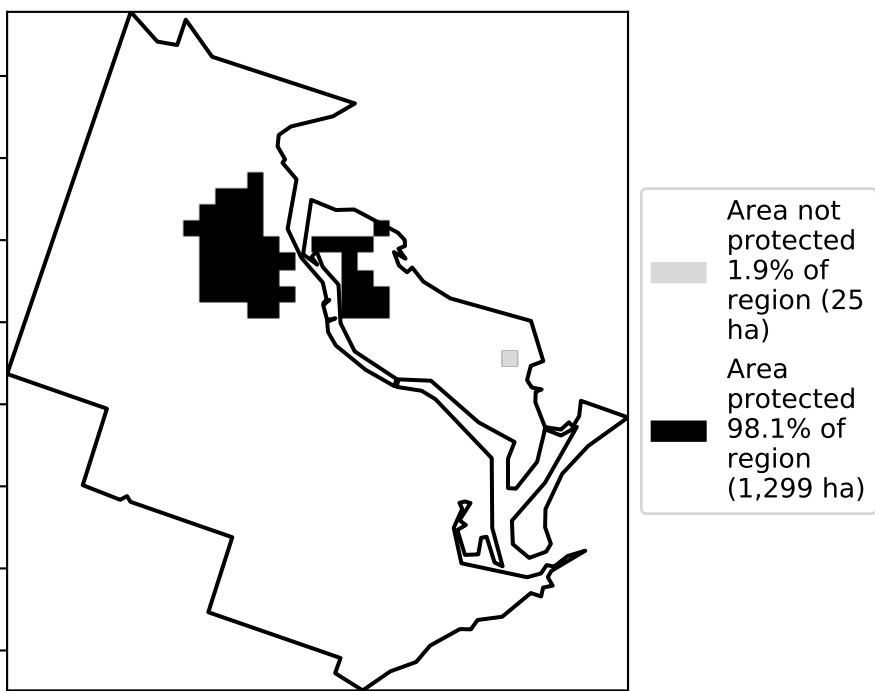 Area not
protected
1.9% of
region (25
ha)
Area
protected
98.1% of
region
(1,299 ha)